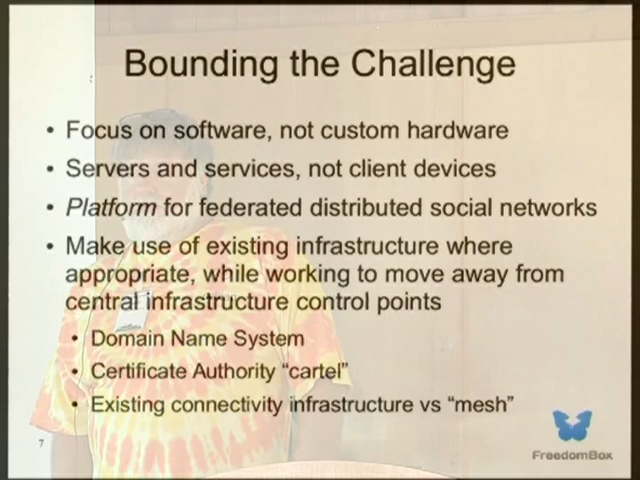 Bounding the Challenge
• Focus on software, not custom hardware
• Servers and services, not client devices
• Platform for federated distributed social networks
• Make use of existing infrastructure where
appropriate, while working to move away from
central infrastructure control points
• Domain Name System
• Certificate Authority “cartel”
• Existing connectivity infrastructure vs “mesh”
7
FreedomBox